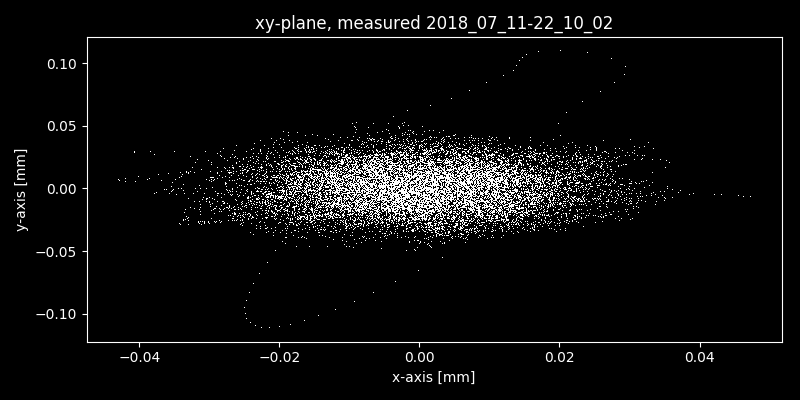 xy-plane, measured 2018_07_11-22_10_02
0.10
0.05
0.00
−0.05
−0.10
y-axis [mm]
−0.04 −0.02 0.00 0.02 0.04
x-axis [mm]